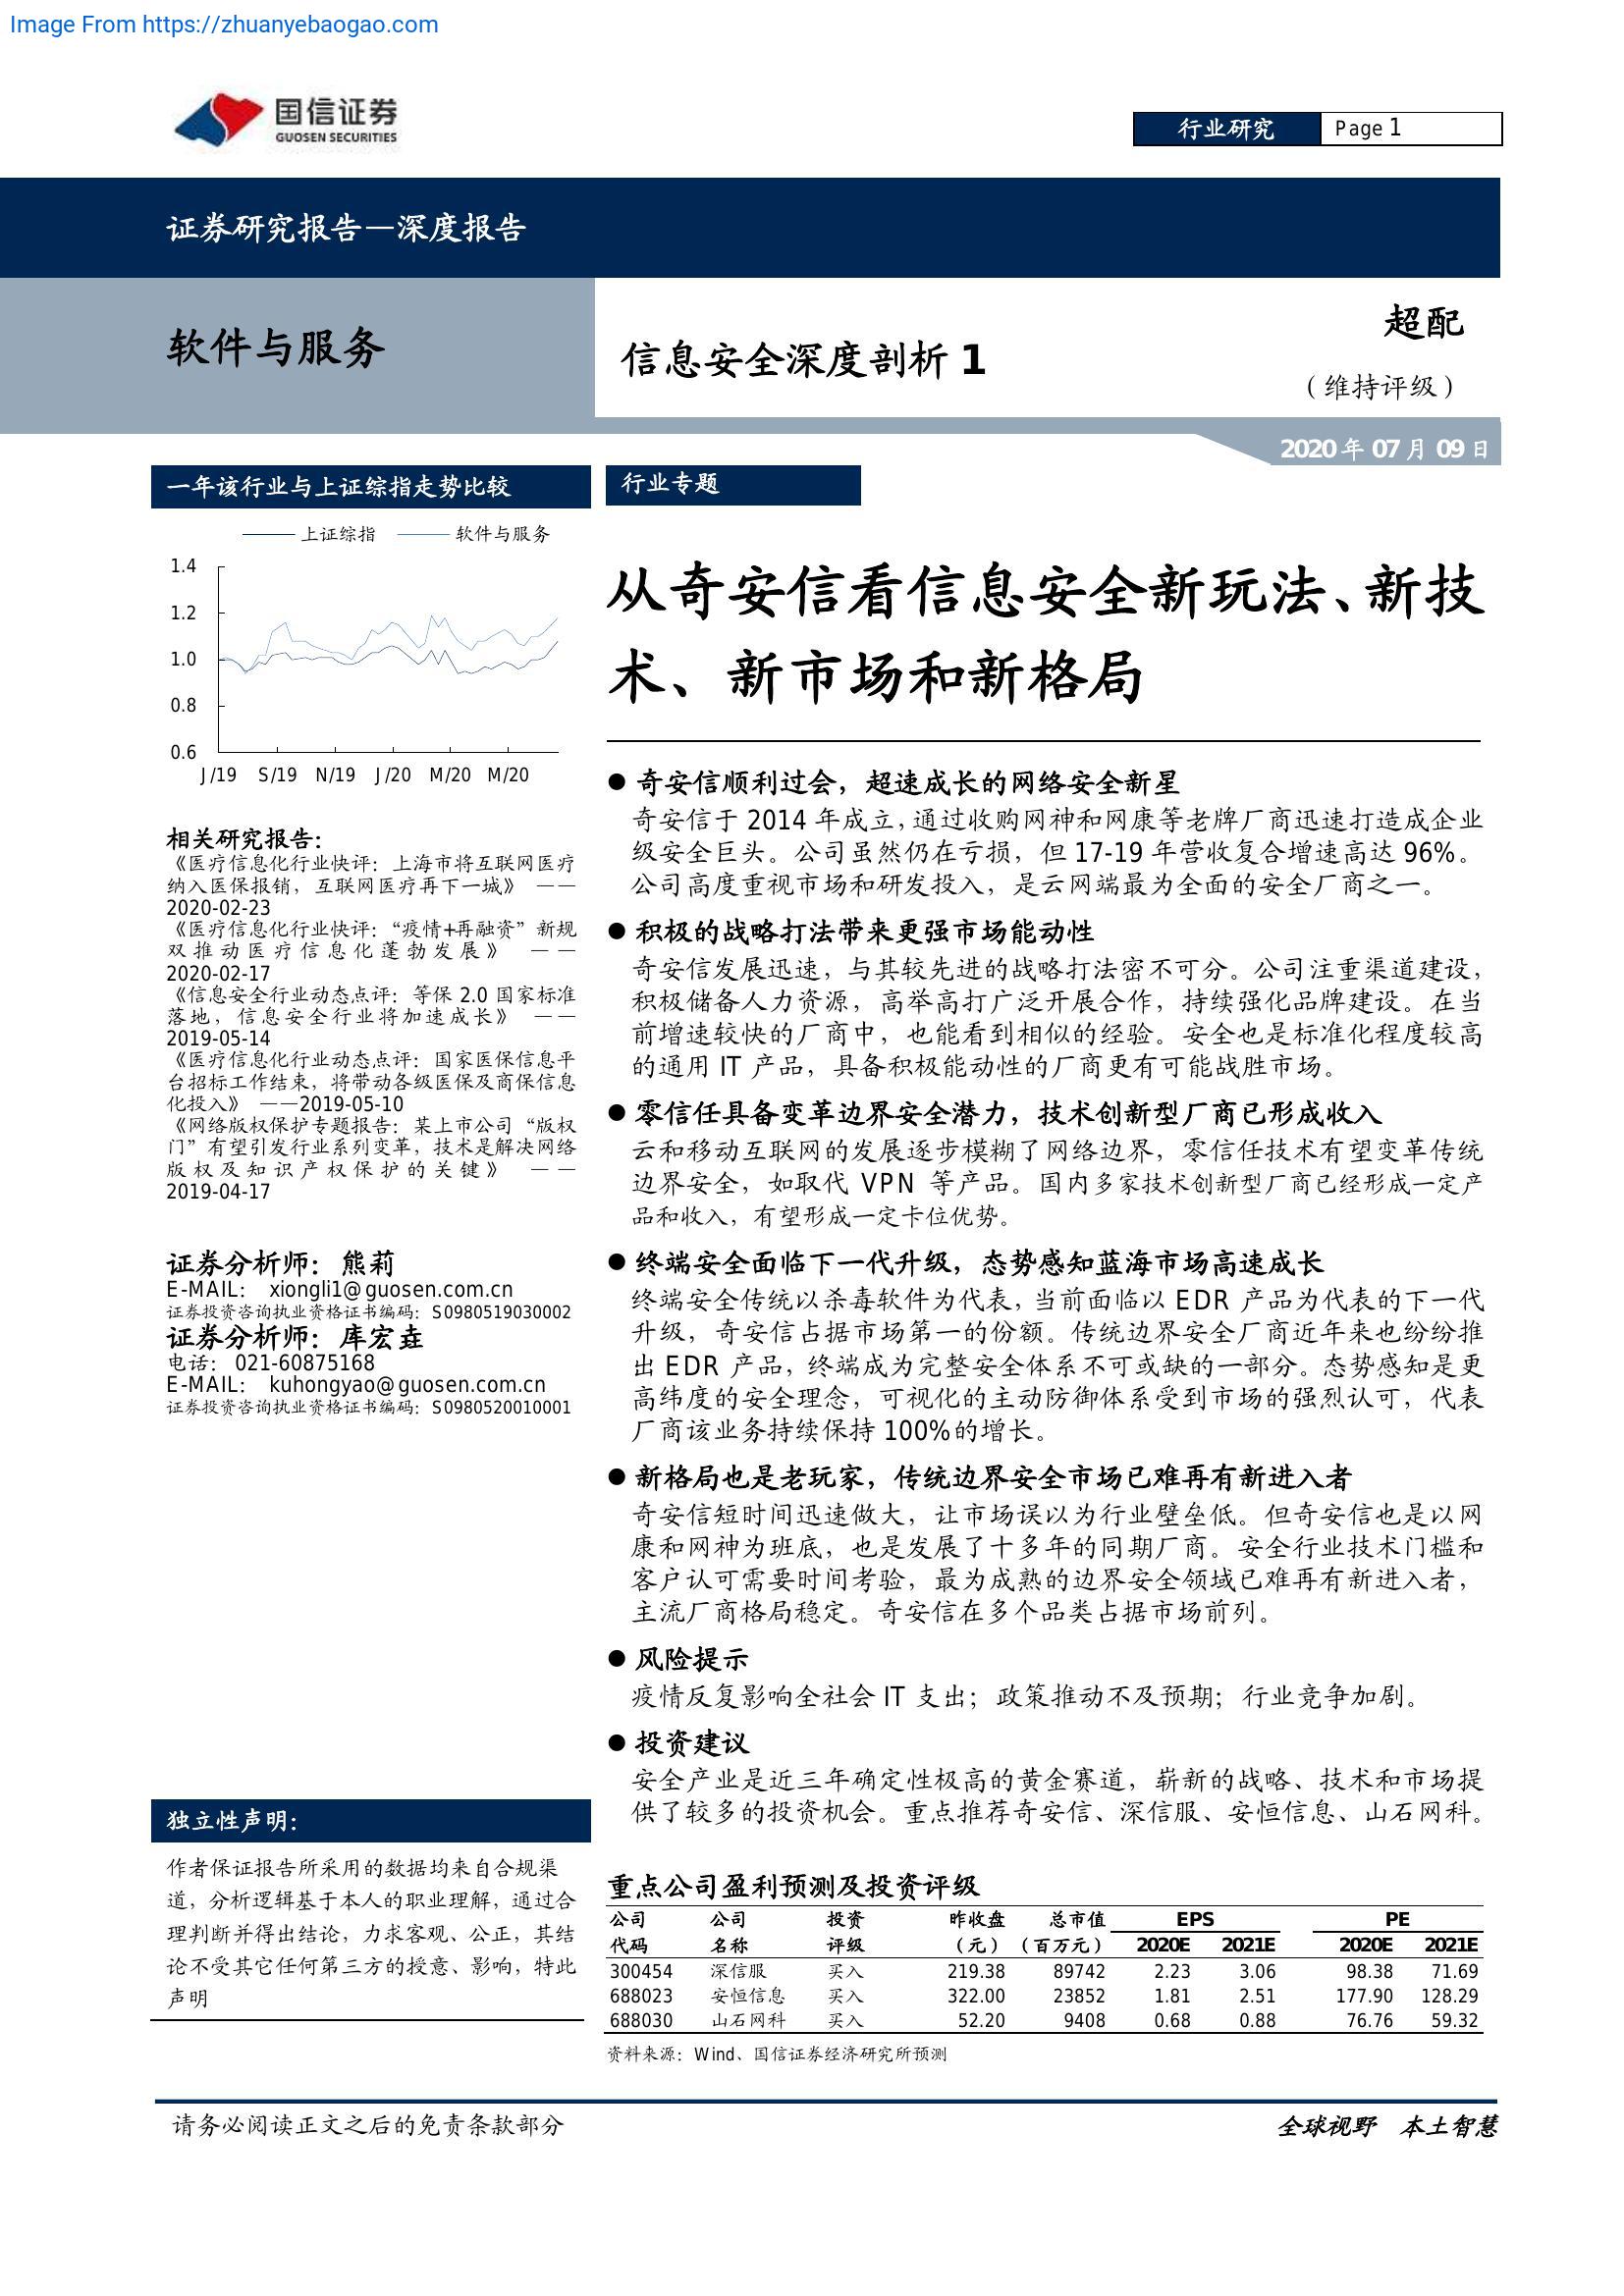 Image From https://zhuanyebaogao.com
国信证券
GUOSEN SECURITIES
行业研究
Page 1
证券研究报告—深度报告
软件与服务
信息安全深度剖析 1
超配
（维持评级）
2020 年 07 月 09 日
一年该行业与上证综指走势比较
上证综指 软件与服务
1.4
1.2
1.0
0.8
0.6
J/19 S/19 N/19 J/20 M/20 M/20
相关研究报告：
《医疗信息化行业快评：上海市将互联网医疗
纳入医保报销，互联网医疗再下一城》 ——
2020-02-23
《医疗信息化行业快评：“疫情+再融资”新规
双推动医疗信息化蓬勃发展》 ——
2020-02-17
《信息安全行业动态点评：等保 2.0 国家标准
落地，信息安全行业将加速成长》 ——
2019-05-14
《医疗信息化行业动态点评：国家医保信息平
台招标工作结束，将带动各级医保及商保信息
化投入》 ——2019-05-10
《网络版权保护专题报告：某上市公司“版权
门”有望引发行业系列变革，技术是解决网络
版权及知识产权保护的关键》 ——
2019-04-17
证券分析师：熊莉
E-MAIL： xiongli1@guosen.com.cn
证券投资咨询执业资格证书编码：S0980519030002
证券分析师：库宏垚
电话： 021-60875168
E-MAIL： kuhongyao@guosen.com.cn
证券投资咨询执业资格证书编码：S0980520010001
独立性声明：
作者保证报告所采用的数据均来自合规渠
道，分析逻辑基于本人的职业理解，通过合
理判断并得出结论，力求客观、公正，其结
论不受其它任何第三方的授意、影响，特此
声明
行业专题
从奇安信看信息安全新玩法、新技
术、新市场和新格局
● 奇安信顺利过会，超速成长的网络安全新星
奇安信于 2014 年成立，通过收购网神和网康等老牌厂商迅速打造成企业
级安全巨头。公司虽然仍在亏损，但 17-19 年营收复合增速高达 96%。
公司高度重视市场和研发投入，是云网端最为全面的安全厂商之一。
● 积极的战略打法带来更强市场能动性
奇安信发展迅速，与其较先进的战略打法密不可分。公司注重渠道建设，
积极储备人力资源，高举高打广泛开展合作，持续强化品牌建设。在当
前增速较快的厂商中，也能看到相似的经验。安全也是标准化程度较高
的通用 IT 产品，具备积极能动性的厂商更有可能战胜市场。
● 零信任具备变革边界安全潜力，技术创新型厂商已形成收入
云和移动互联网的发展逐步模糊了网络边界，零信任技术有望变革传统
边界安全，如取代 VPN 等产品。国内多家技术创新型厂商已经形成一定产
品和收入，有望形成一定卡位优势。
● 终端安全面临下一代升级，态势感知蓝海市场高速成长
终端安全传统以杀毒软件为代表，当前面临以 EDR 产品为代表的下一代
升级，奇安信占据市场第一的份额。传统边界安全厂商近年来也纷纷推
出 EDR 产品，终端成为完整安全体系不可或缺的一部分。态势感知是更
高纬度的安全理念，可视化的主动防御体系受到市场的强烈认可，代表
厂商该业务持续保持 100%的增长。
● 新格局也是老玩家，传统边界安全市场已难再有新进入者
奇安信短时间迅速做大，让市场误以为行业壁垒低。但奇安信也是以网
康和网神为班底，也是发展了十多年的同期厂商。安全行业技术门槛和
客户认可需要时间考验，最为成熟的边界安全领域已难再有新进入者，
主流厂商格局稳定。奇安信在多个品类占据市场前列。
● 风险提示
疫情反复影响全社会 IT 支出；政策推动不及预期；行业竞争加剧。
● 投资建议
安全产业是近三年确定性极高的黄金赛道，崭新的战略、技术和市场提
供了较多的投资机会。重点推荐奇安信、深信服、安恒信息、山石网科。
重点公司盈利预测及投资评级
公司 公司 投资 昨收盘 总市值 EPS PE
代码 名称 评级 （元） （百万元） 2020E 2021E 2020E 2021E
300454 深信服 买入 219.38 89742 2.23 3.06 98.38 71.69
688023 安恒信息 买入 322.00 23852 1.81 2.51 177.90 128.29
688030 山石网科 买入 52.20 9408 0.68 0.88 76.76 59.32
资料来源：Wind、国信证券经济研究所预测
请务必阅读正文之后的免责条款部分
全球视野 本土智慧